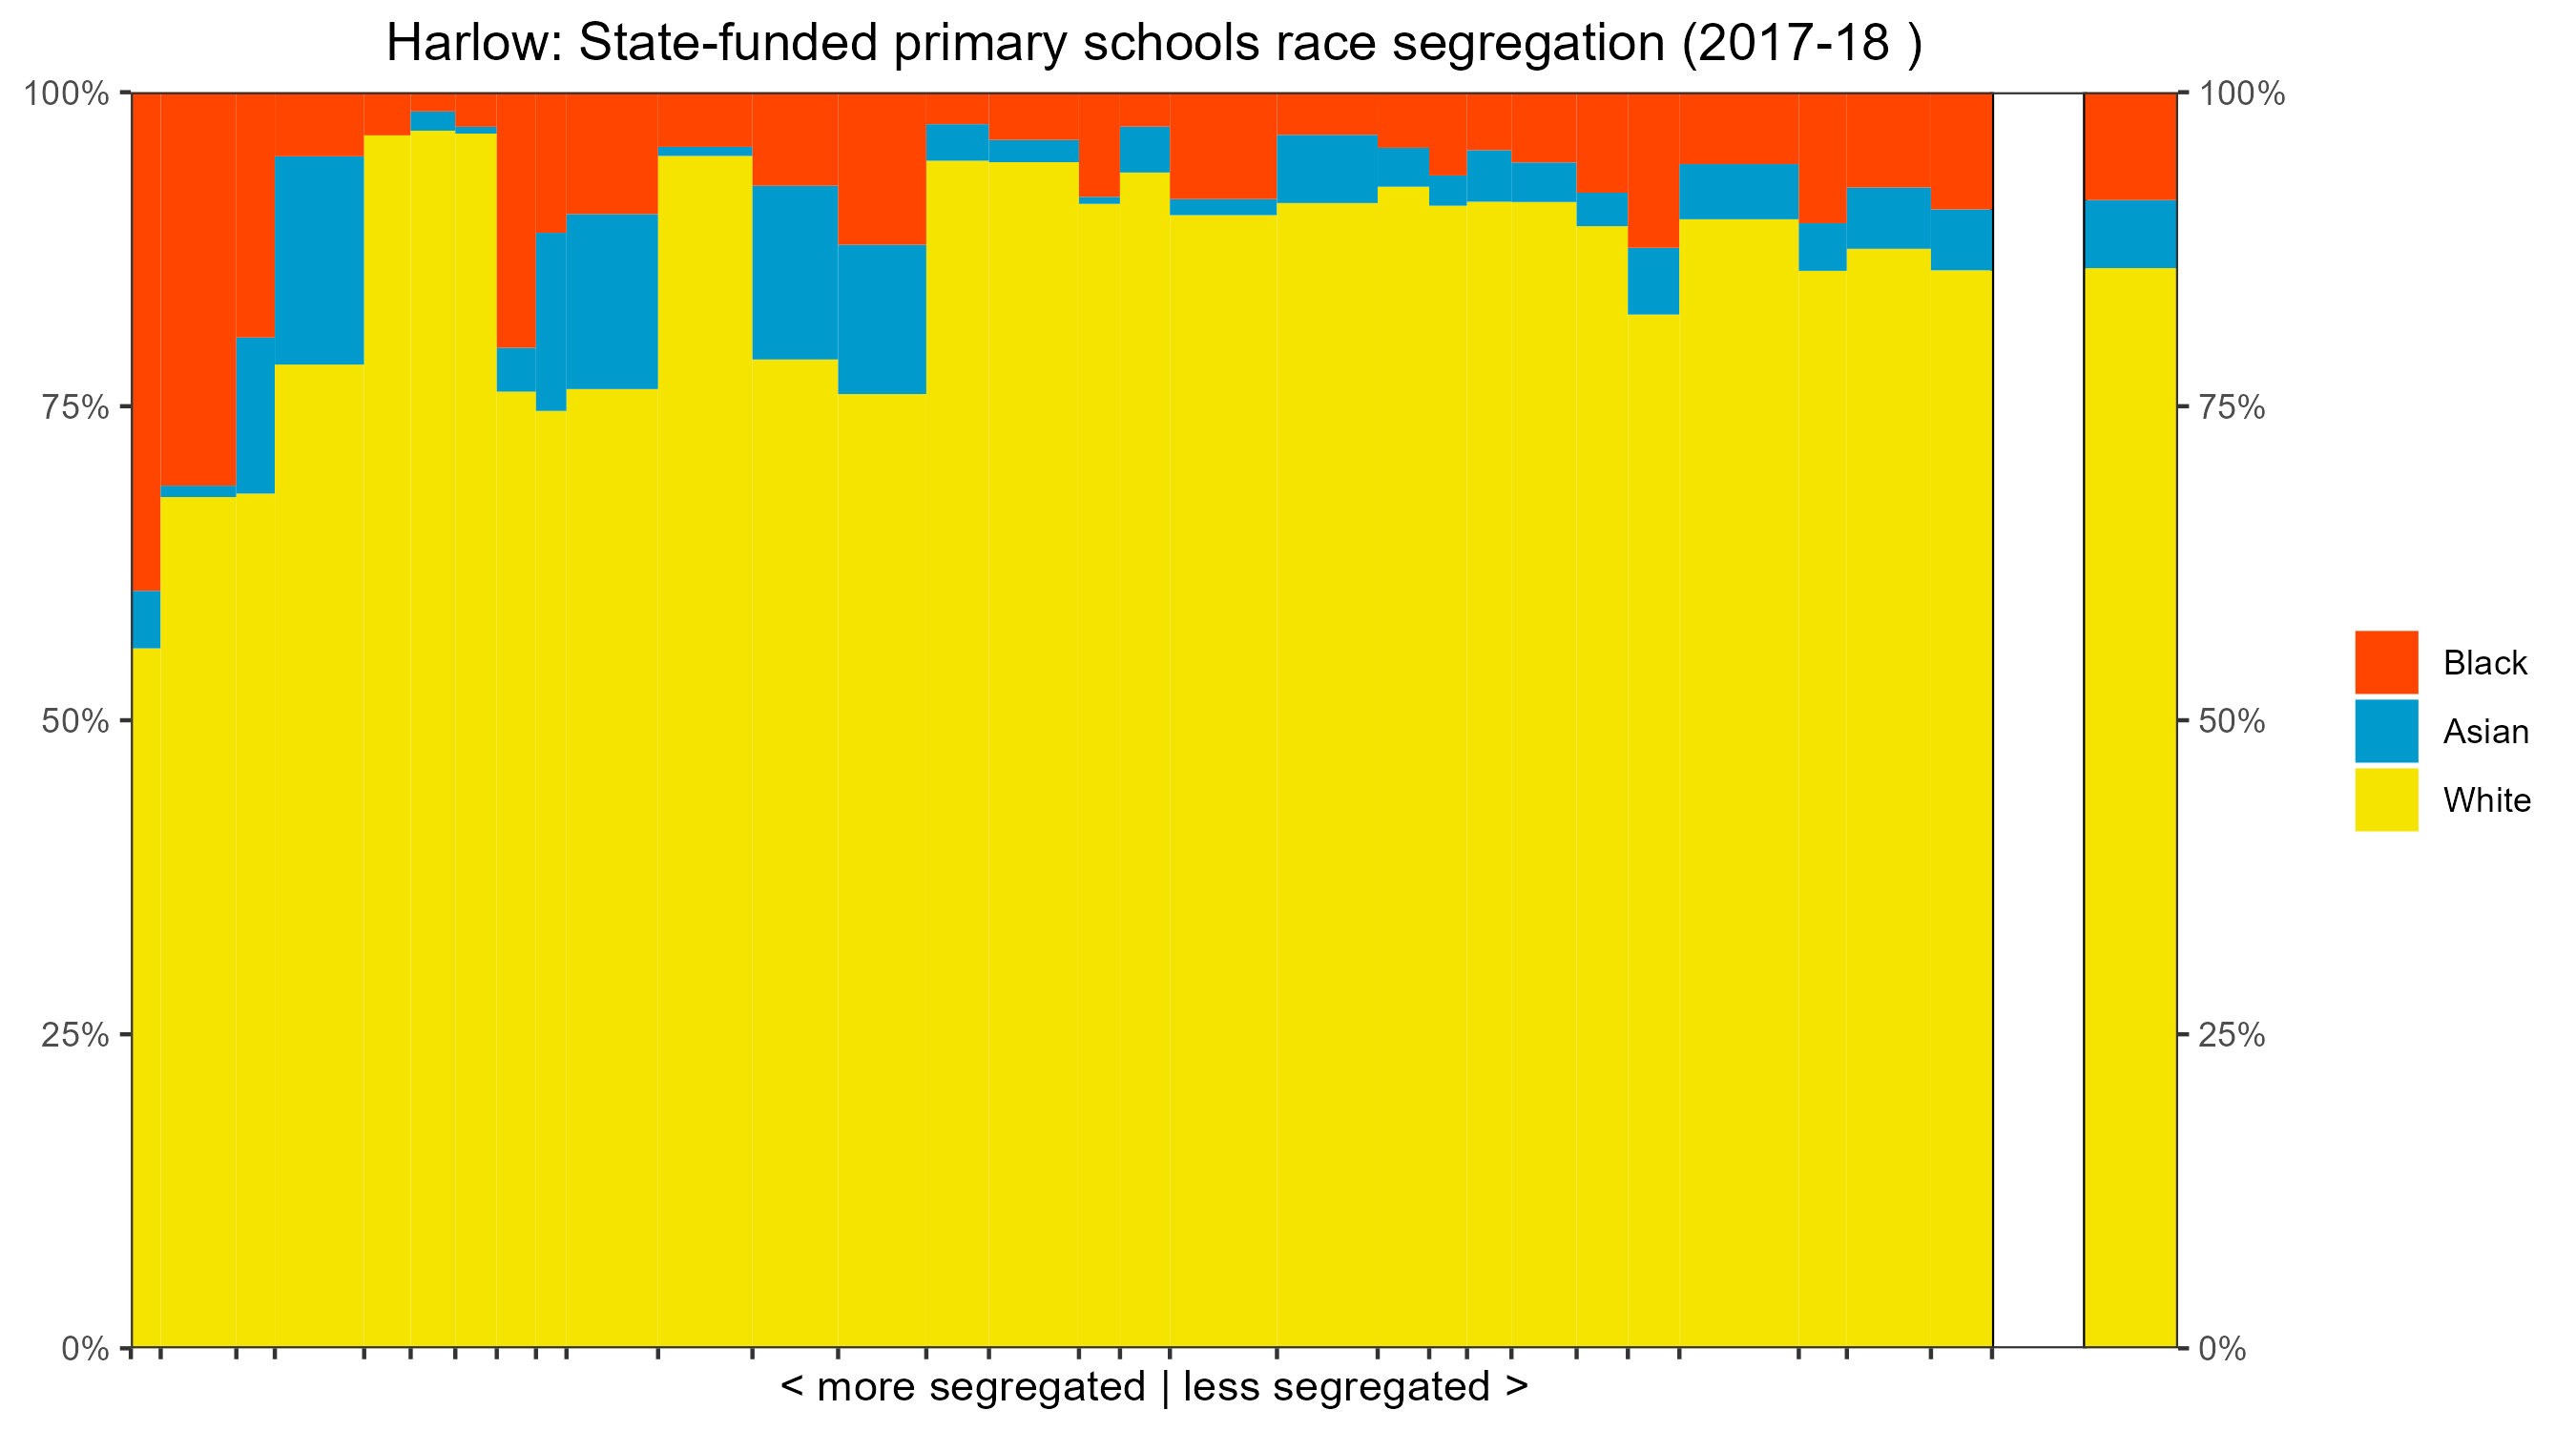 Harlow: State-funded primary schools race segregation (2017-18 )
100%
75%
50%
25%
0%
100%
75%
50%
25%
0%
Black
Asian
White
< more segregated | less segregated >